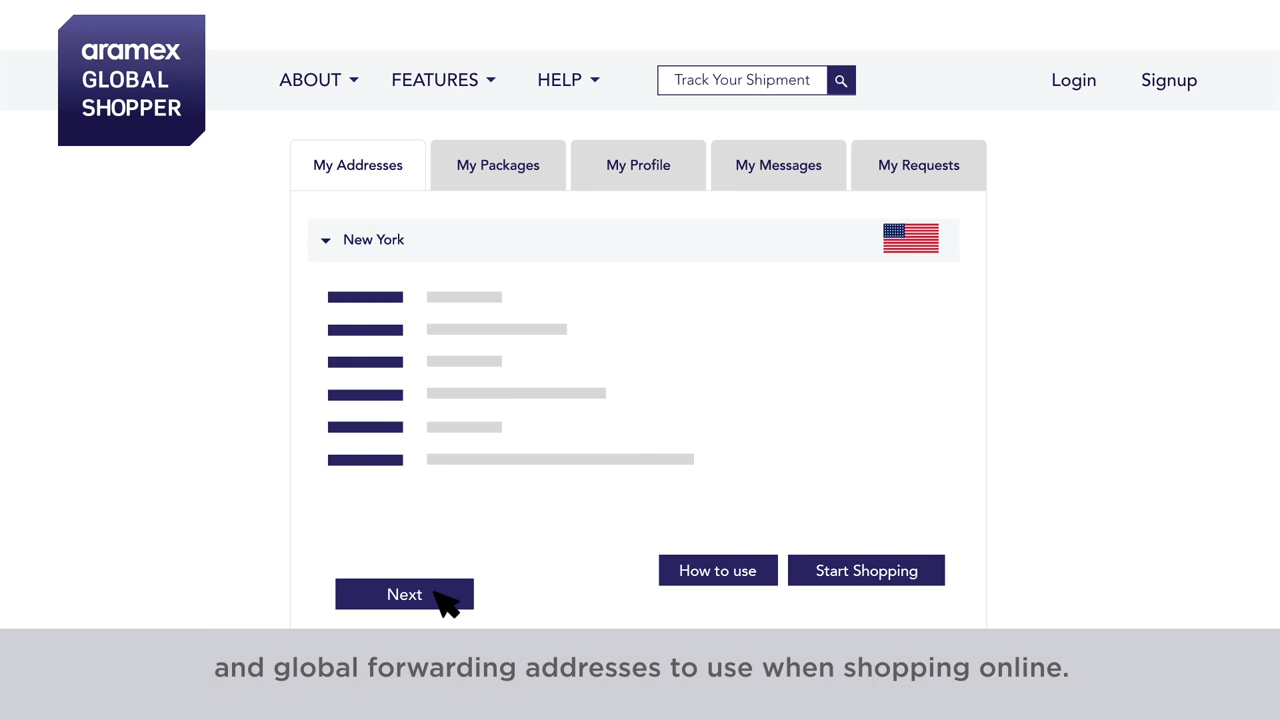 aramex
GLOBAL
SHOPPER
ABOUT FEATURES HELP Track Your Shipment Login Signup
My Addresses My Packages My Profile My Messages My Requests
New York
How to use Start Shopping
Next
and global forwarding addresses to use when shopping online.